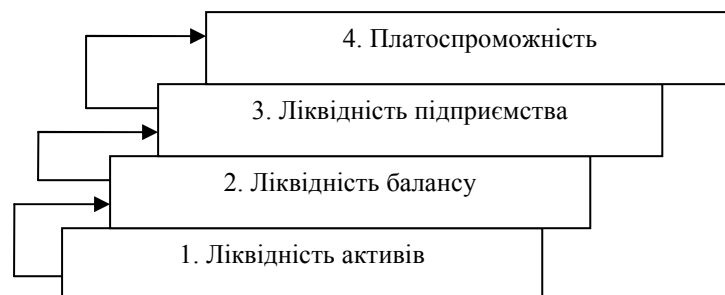 4. Платоспроможність
3. Ліквідність підприємства
2. Ліквідність балансу
1. Ліквідність активів